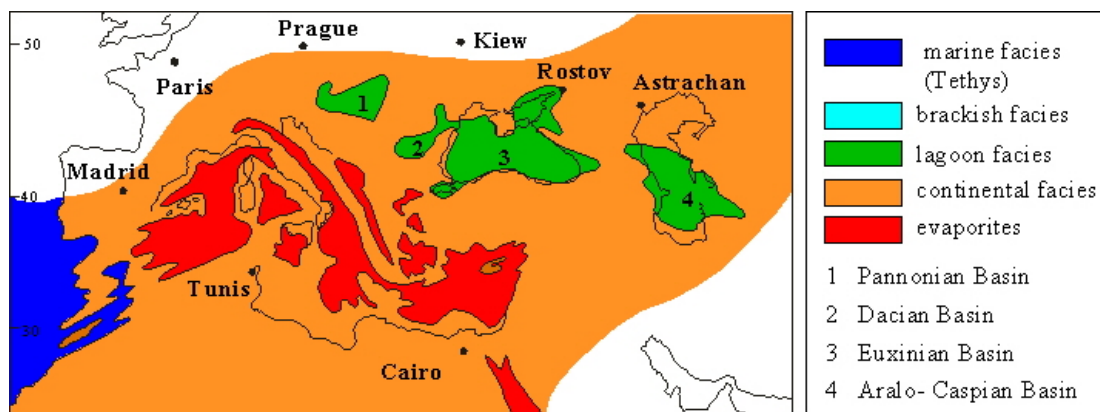 50
Prague
Kiew
Paris
Rostov
Astrachan
1
2
3
Madrid
40
4
Tunis
30
Cairo
marine facies
(Tethys)
brackish facies
lagoon facies
continental facies
evaporites
1 Pannonian Basin
2 Dacian Basin
3 Euxinian Basin
4 Aralo- Caspian Basin